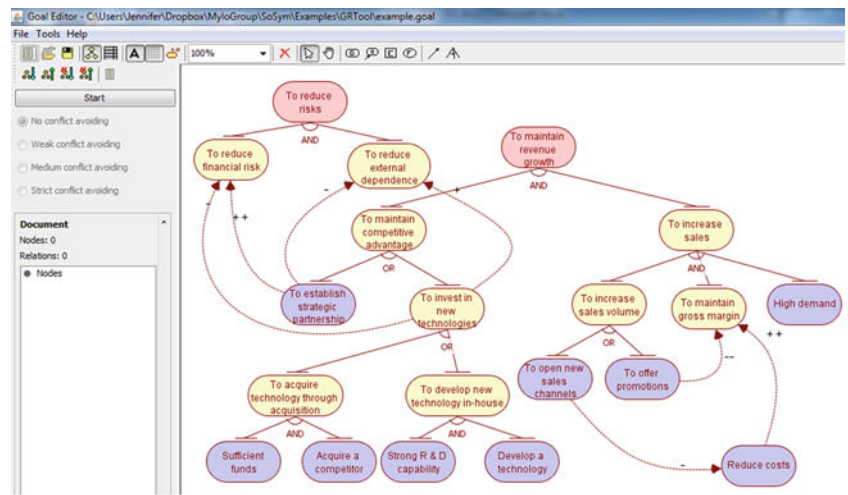 Goal Editor - C:\Users\Jennifer\Dropbox\MyloGroup\SoSym\Examples\GRTool\example.goal
File Tools Help
A
100%
Start
No conflict avoiding
Weak conflict avoiding
Medium conflict avoiding
Strict conflict avoiding
Document
Nodes: 0
Relations: 0
Nodes
To reduce
risks
AND
To reduce
financial risk
To reduce
external
dependence
To maintain
revenue
growth
AND
-
++
-
+
To maintain
competitive
advantage
OR
To increase
sales
AND
To establish
strategic
partnership
To invest in
new
technologies
OR
To increase
sales volume
OR
To maintain
gross margin
High demand
++
--
To open new
sales
channels
To offer
promotions
To acquire
technology through
acquisition
AND
To develop new
technology in-house
AND
Sufficient
funds
Acquire a
competitor
Strong R & D
capability
Develop a
technology
-
Reduce costs